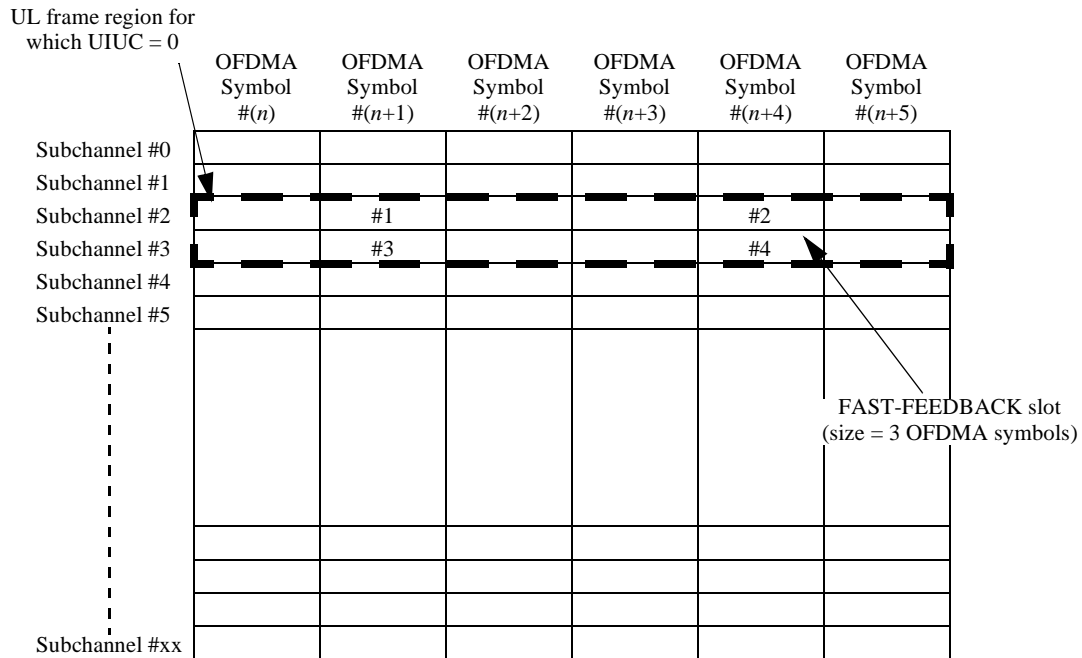 UL frame region for
which UIUC = 0
OFDMA Symbol #(n)
OFDMA Symbol #(n+1)
OFDMA Symbol #(n+2)
OFDMA Symbol #(n+3)
OFDMA Symbol #(n+4)
OFDMA Symbol #(n+5)
Subchannel #0
Subchannel #1
Subchannel #2
#1
#2
Subchannel #3
#3
#4
Subchannel #4
Subchannel #5
FAST-FEEDBACK slot
(size = 3 OFDMA symbols)
Subchannel #xx